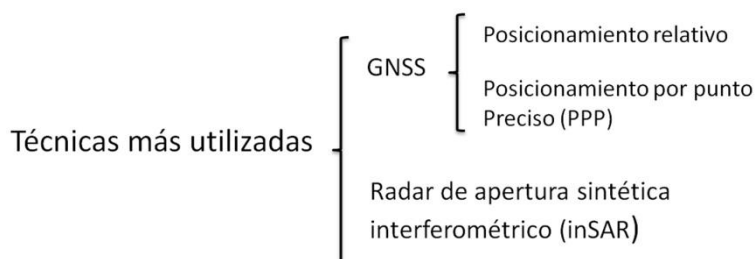 Técnicas más utilizadas
GNSS
Posicionamiento relativo
Posicionamiento por punto
Preciso (PPP)
Radar de apertura sintética
interferométrico (inSAR)